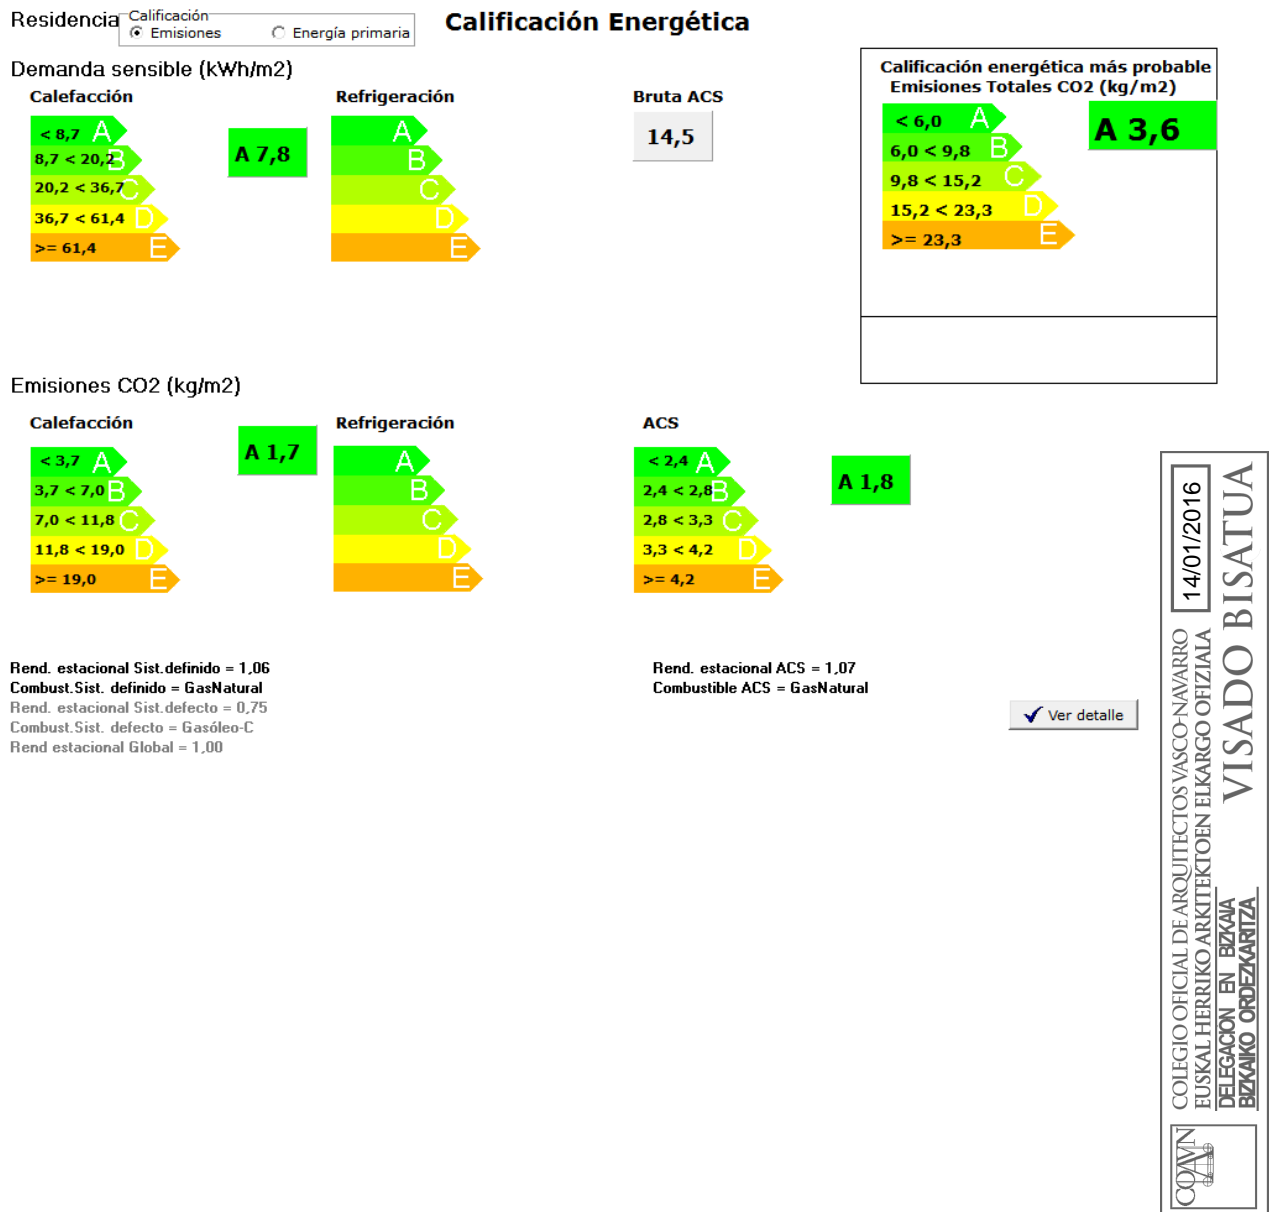 Residencia
Calificación
Emisiones
Energía primaria
Calificación Energética
Demanda sensible (kWh/m2)
Calefacción
< 8,7 A
8,7 < 20,2 B
20,2 < 36,7 C
36,7 < 61,4 D
>= 61,4 E
A 7,8
Refrigeración
A
B
C
D
E
Bruta ACS
14,5
Calificación energética más probable
Emisiones Totales CO2 (kg/m2)
< 6,0 A
6,0 < 9,8 B
9,8 < 15,2 C
15,2 < 23,3 D
>= 23,3 E
A 3,6
Emisiones CO2 (kg/m2)
Calefacción
< 3,7 A
3,7 < 7,0 B
7,0 < 11,8 C
11,8 < 19,0 D
>= 19,0 E
A 1,7
Refrigeración
A
B
C
D
E
ACS
< 2,4 A
2,4 < 2,8 B
2,8 < 3,3 C
3,3 < 4,2 D
>= 4,2 E
A 1,8
Rend. estacional Sist.definido = 1,06
Combust.Sist. definido = GasNatural
Rend. estacional Sist.defecto = 0,75
Combust.Sist. defecto = Gasóleo-C
Rend estacional Global = 1,00
Rend. estacional ACS = 1,07
Combustible ACS = GasNatural
Ver detalle
COLEGIO OFICIAL DE ARQUITECTOS VASCO-NAVARRO
EUSKAL HERRIKO ARKITEKTOEN ELKARGO OFIZIALA
DELEGACION EN BIZKAIA
BIZKAIKO ORDEZKARITZA
14/01/2016
VISADO BISATUA
COAVN